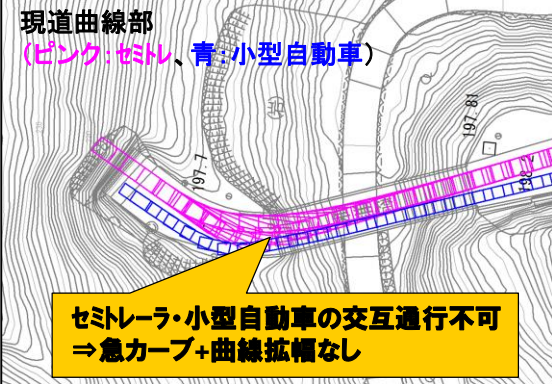 現道曲線部
(ピンク:セミトレ、青:小型自動車)
197.81
197.7
198.2
セミトレーラ・小型自動車の交互通行不可
⇒急カーブ+曲線拡幅なし